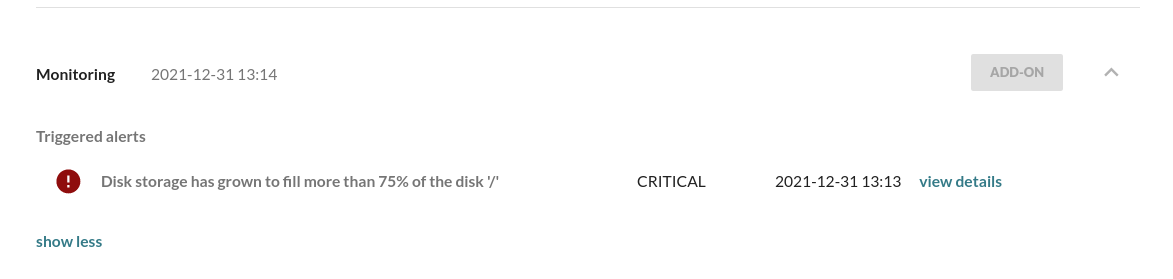 Monitoring 2021-12-31 13:14 ADD-ON
Triggered alerts
Disk storage has grown to fill more than 75% of the disk '/' CRITICAL 2021-12-31 13:13 view details
show less